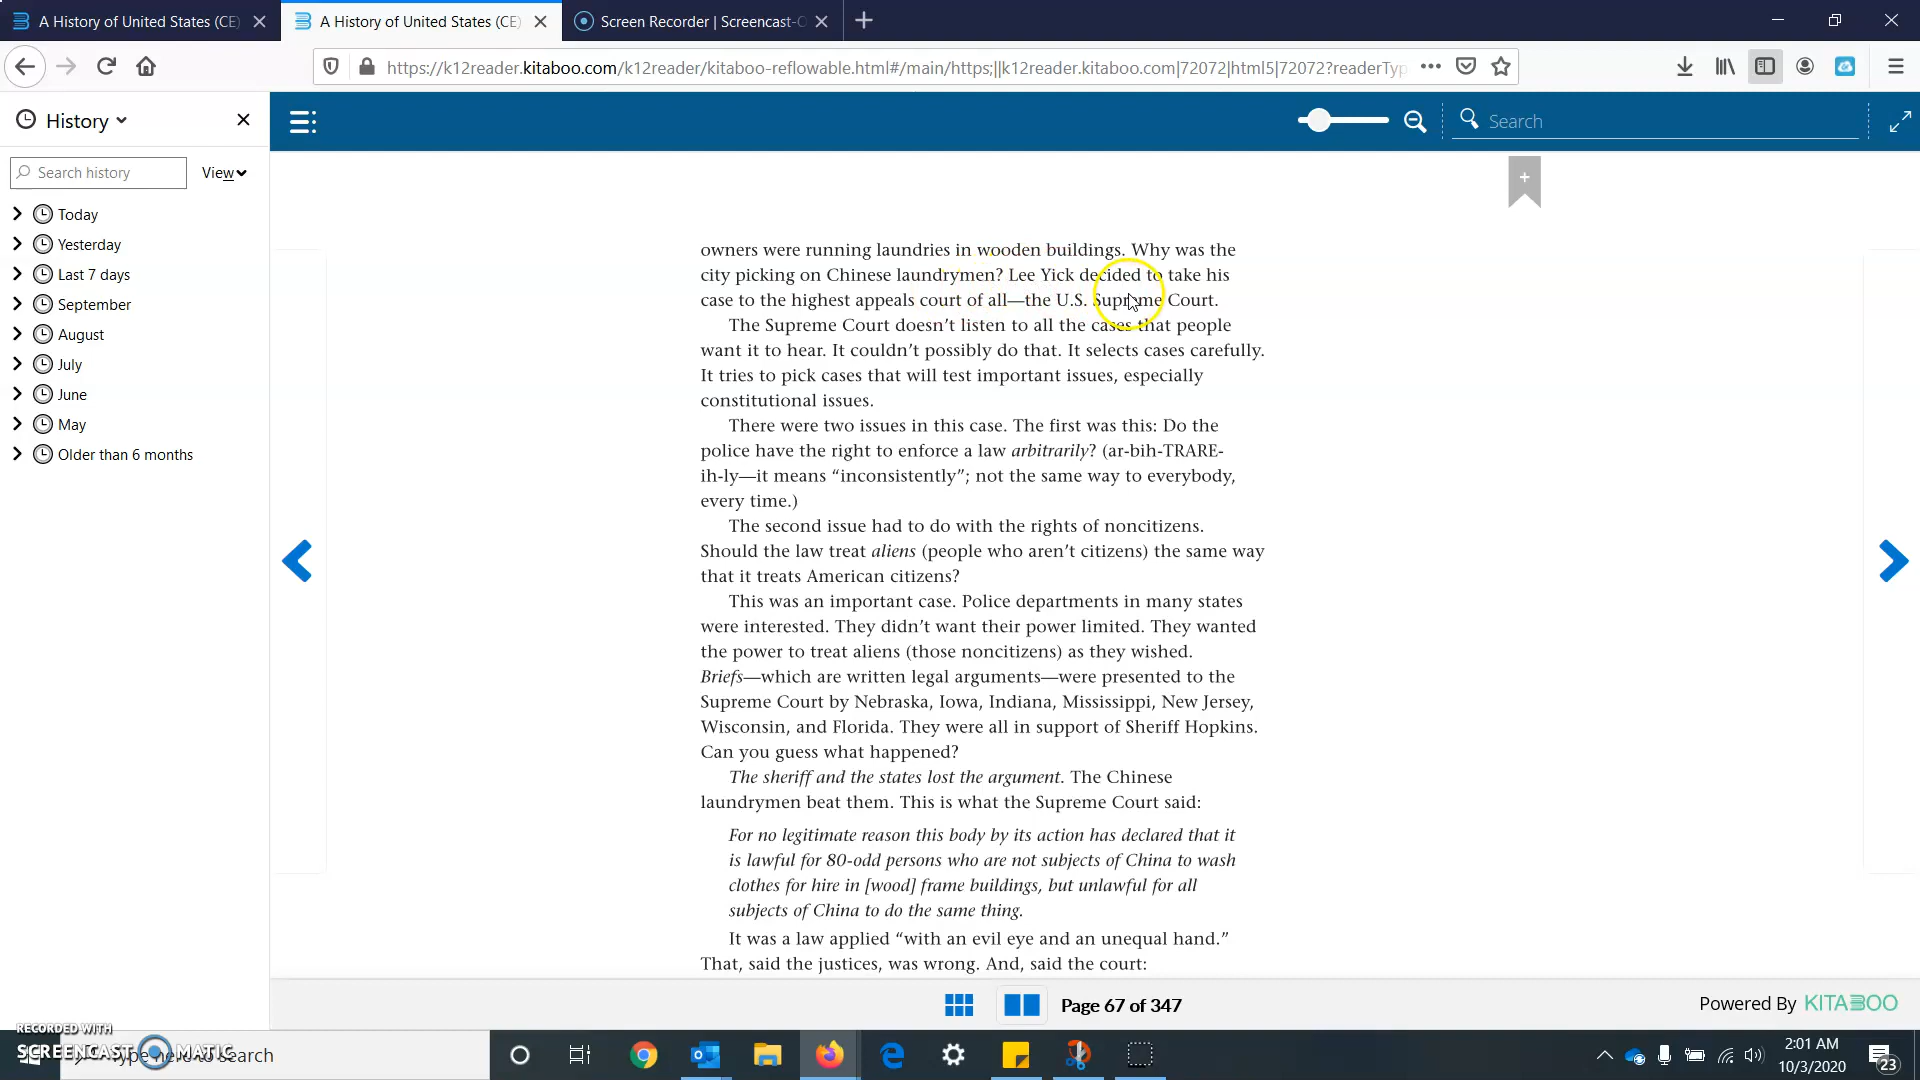 A History of United States (CE)
A History of United States (CE)
Screen Recorder | Screencast-O
https://k12reader.kitaboo.com/k12reader/kitaboo-reflowable.html#/main/https;||k12reader.kitaboo.com|72072|html5|72072?readerTyp
History
Search
Search history
View
Today
Yesterday
Last 7 days
September
August
July
June
May
Older than 6 months
owners were running laundries in wooden buildings. Why was the
city picking on Chinese laundrymen? Lee Yick decided to take his
case to the highest appeals court of all—the U.S. Supreme Court.
The Supreme Court doesn’t listen to all the cases that people
want it to hear. It couldn’t possibly do that. It selects cases carefully.
It tries to pick cases that will test important issues, especially
constitutional issues.
There were two issues in this case. The first was this: Do the
police have the right to enforce a law arbitrarily? (ar-bih-TRARE-
ih-ly—it means “inconsistently”; not the same way to everybody,
every time.)
The second issue had to do with the rights of noncitizens.
Should the law treat aliens (people who aren’t citizens) the same way
that it treats American citizens?
This was an important case. Police departments in many states
were interested. They didn’t want their power limited. They wanted
the power to treat aliens (those noncitizens) as they wished.
Briefs—which are written legal arguments—were presented to the
Supreme Court by Nebraska, Iowa, Indiana, Mississippi, New Jersey,
Wisconsin, and Florida. They were all in support of Sheriff Hopkins.
Can you guess what happened?
The sheriff and the states lost the argument. The Chinese
laundrymen beat them. This is what the Supreme Court said:
For no legitimate reason this body by its action has declared that it
is lawful for 80-odd persons who are not subjects of China to wash
clothes for hire in [wood] frame buildings, but unlawful for all
subjects of China to do the same thing.
It was a law applied “with an evil eye and an unequal hand.”
That, said the justices, was wrong. And, said the court:
Page 67 of 347
Powered By KITABOO
RECORDED WITH
SCREENCAST MATIC
Type here to search
2:01 AM
10/3/2020
23